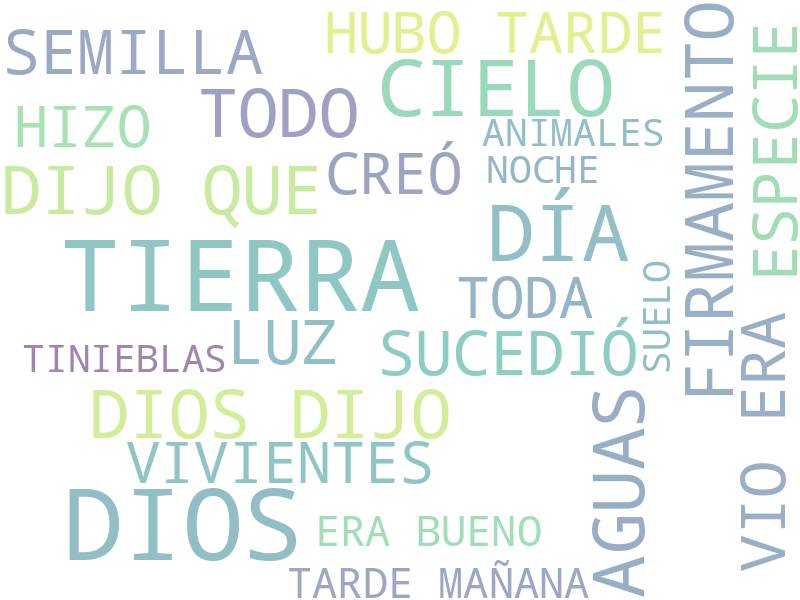 HUBO TARDE
SEMILLA
CIELO
TODO
HIZO
ANIMALES
CREÓ
NOCHE
DIJO QUE
DÍA
TIERRA
TODA
LUZ
SUCEDIÓ
TINIEBLAS
SUELO
FIRMAMENTO
ESPECIE
DIOS DIJO
VIVIENTES
AGUAS
VIO ERA
DIOS
ERA BUENO
TARDE MAÑANA